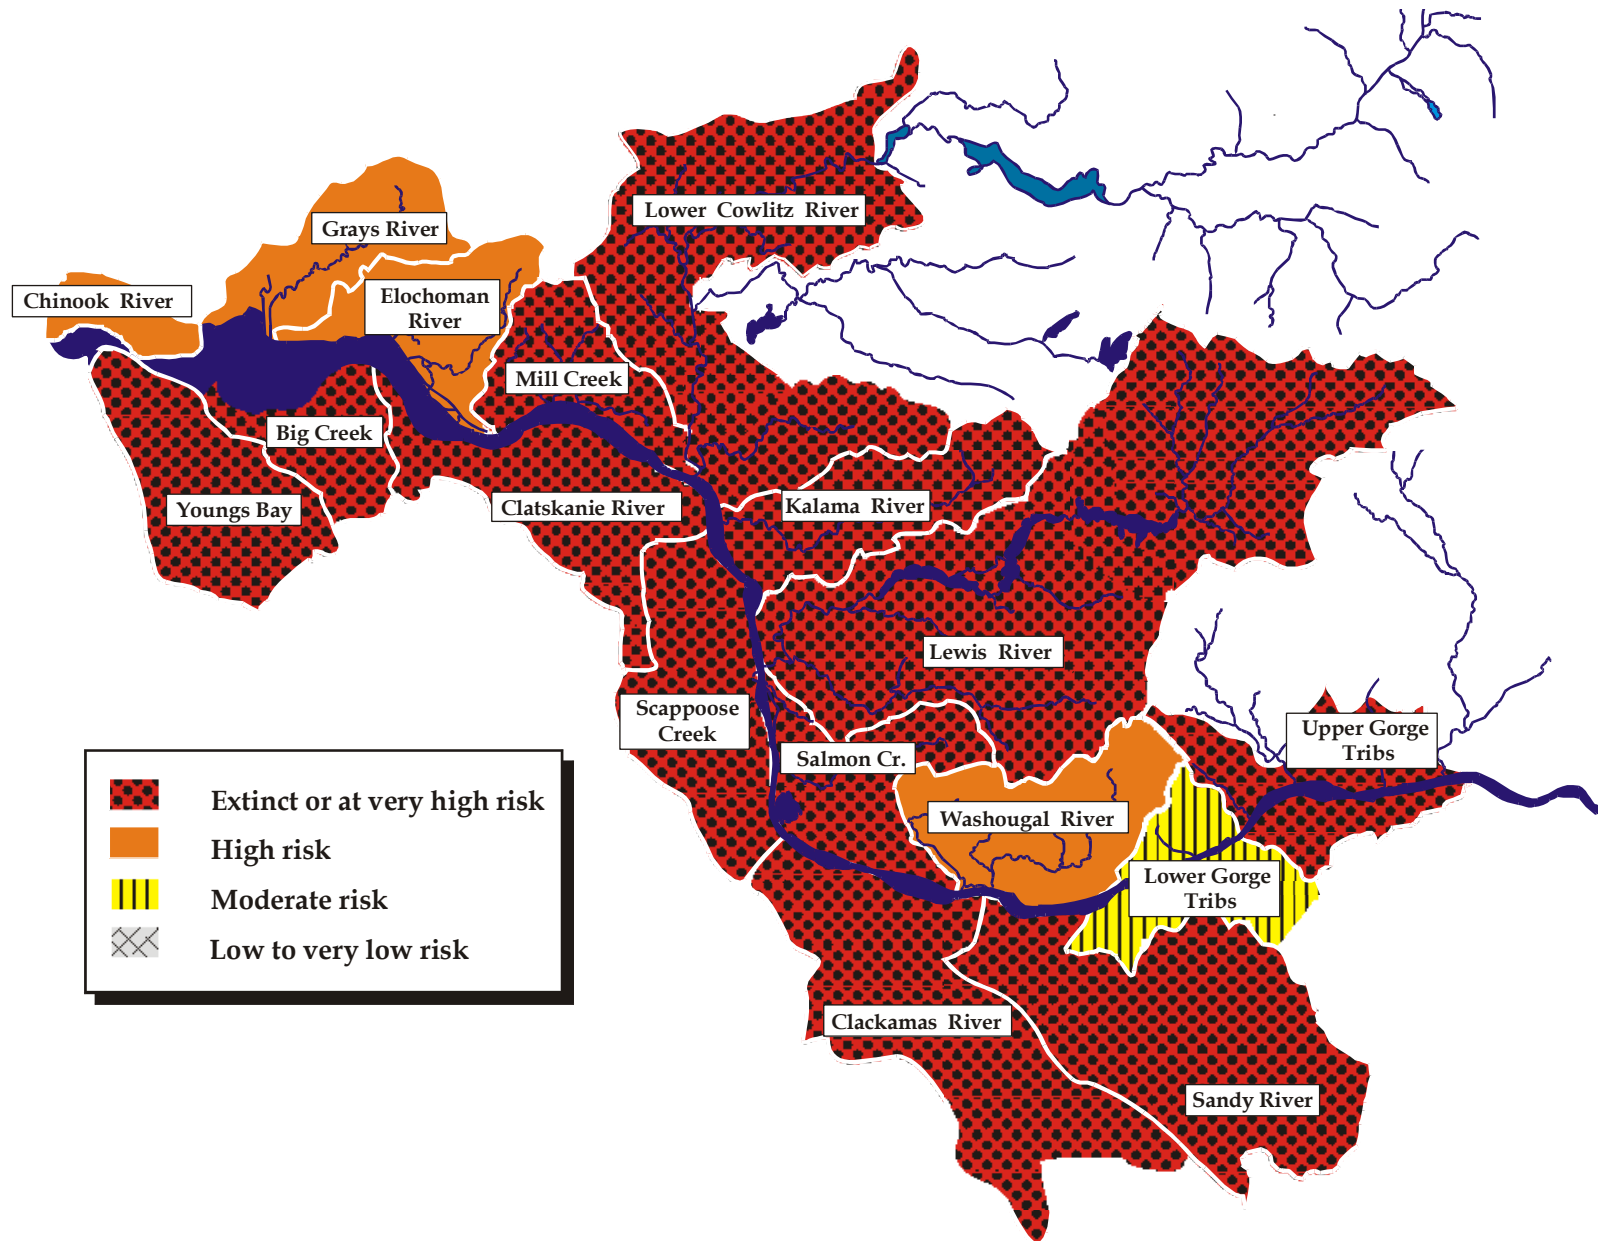 Lower Cowlitz River
Grays River
Chinook River
Elochoman
River
Mill Creek
Big Creek
Youngs Bay
Clatskanie River
Kalama River
Lewis River
Scappoose
Creek
Salmon Cr.
Upper Gorge
Tribs
Washougal River
Lower Gorge
Tribs
Clackamas River
Sandy River
Extinct or at very high risk
High risk
Moderate risk
Low to very low risk